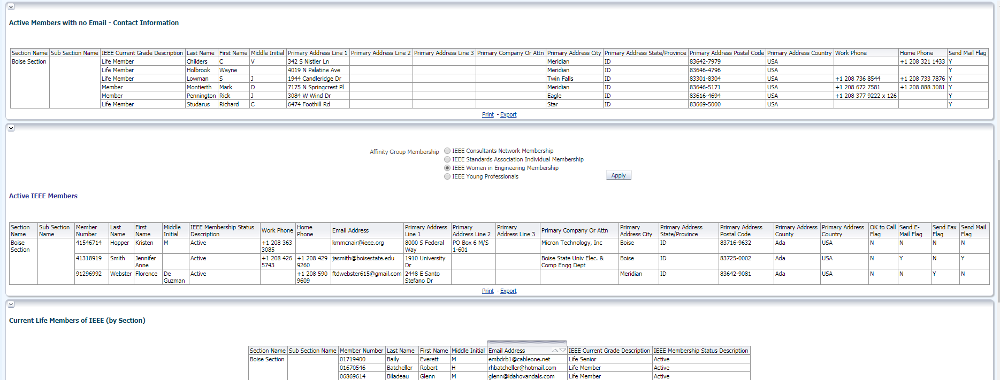 Active Members with no Email - Contact Information
Section Name Sub Section Name IEEE Current Grade Description Last Name First Name Middle Initial Primary Address Line 1 Primary Address Line 2 Primary Address Line 3 Primary Company Or Attn Primary Address City Primary Address State/Province Primary Address Postal Code Primary Address Country Work Phone Home Phone Send Mail Flag
Boise Section Life Member Childers C V 342 S Nistler Ln Meridian ID 83642-7979 USA +1 208 321 1433 Y
Life Member Holbrook Wayne 4019 N Palatine Ave Meridian ID 83646-4796 USA Y
Life Member Lowman S J 1944 Candleridge Dr Twin Falls ID 83301-8304 USA +1 208 736 8544 +1 208 733 7876 Y
Member Montierth Mark D 7175 N Springcrest Pl Meridian ID 83646-5171 USA +1 208 672 7581 +1 208 888 3081 Y
Member Pennington Rick J 3084 W Wind Dr Eagle ID 83616-4694 USA +1 208 377 9222 x 126 Y
Life Member Studarus Richard C 6474 Foothill Rd Star ID 83669-5000 USA Y
Print - Export
Affinity Group Membership
IEEE Consultants Network Membership
IEEE Standards Association Individual Membership
IEEE Women in Engineering Membership
IEEE Young Professionals
Apply
Active IEEE Members
Section Name Sub Section Name Member Number Last Name First Name Middle Initial IEEE Membership Status Description Work Phone Home Phone Email Address Primary Address Line 1 Primary Address Line 2 Primary Address Line 3 Primary Company Or Attn Primary Address City Primary Address State/Province Primary Address Postal Code Primary Address County Primary Address Country OK to Call Flag Send E-Mail Flag Send Fax Flag Send Mail Flag
Boise Section 41546714 Hopper Kristen M Active +1 208 363 3085 kmmcnair@ieee.org 8000 S Federal Way PO Box 6 M/S 1-601 Micron Technology, Inc Boise ID 83716-9632 Ada USA N N N N
41318919 Smith Jennifer Anne Active +1 208 426 5743 +1 208 429 9260 jasmith@boisestate.edu 1910 University Dr Boise State Univ Elec. & Comp Engg Dept Boise ID 83725-0002 Ada USA N Y N Y
91296992 Webster Florence De Guzman Active +1 208 590 9609 ftdwebster615@gmail.com 2448 E Santo Stefano Dr Meridian ID 83642-9081 Ada USA N N Y N
Print - Export
Current Life Members of IEEE (by Section)
Section Name Sub Section Name Member Number Last Name First Name Middle Initial Email Address IEEE Current Grade Description IEEE Membership Status Description
Boise Section 01719400 Baily Everett M embdrb1@cableone.net Life Senior Active
01670546 Batcheller Robert H rhbatcheller@hotmail.com Life Member Active
06869614 Biladeau Glenn M glenn@idahovandals.com Life Member Active